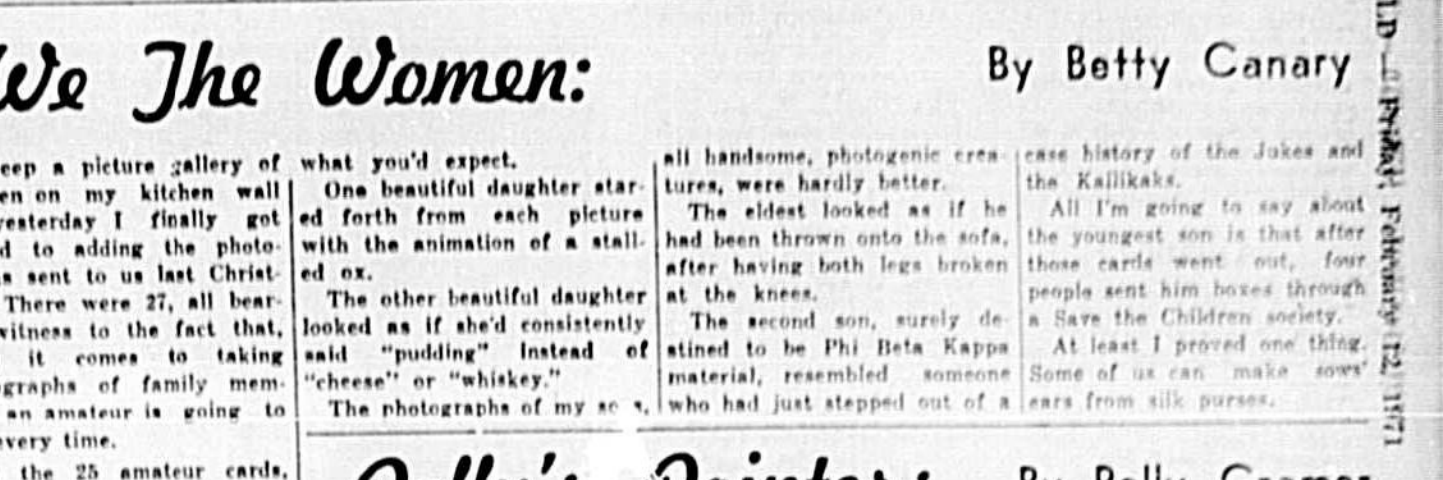 We The Women:
By Betty Canary
eep a picture gallery of
en on my kitchen wall
yesterday I finally got
d to adding the photo-
s sent to us last Christ-
There were 27, all bear-
witness to the fact that,
it comes to taking
graphs of family mem-
an amateur is going to
every time.
the 25 amateur cards,
what you'd expect.
One beautiful daughter star-
ed forth from each picture
with the animation of a stall-
ed ox.
The other beautiful daughter
looked as if she'd consistently
said "pudding" instead of
"cheese" or "whiskey."
The photographs of my
all handsome, photogenic crea-
tures, were hardly better.
The eldest looked as if he
had been thrown onto the sofa,
after having both legs broken
at the knees.
The second son, surely de-
stined to be Phi Beta Kappa
material, resembled someone
who had just stepped out of a
case history of the Jukes and
the Kallikaks.
All I'm going to say about
the youngest son is that after
those cards went out, four
people sent him boxes through
a Save the Children society.
At least I proved one thing.
Some of us can make sows'
ears from silk purses.
LD — Friday, February 12, 1971
Pointers
By Polly